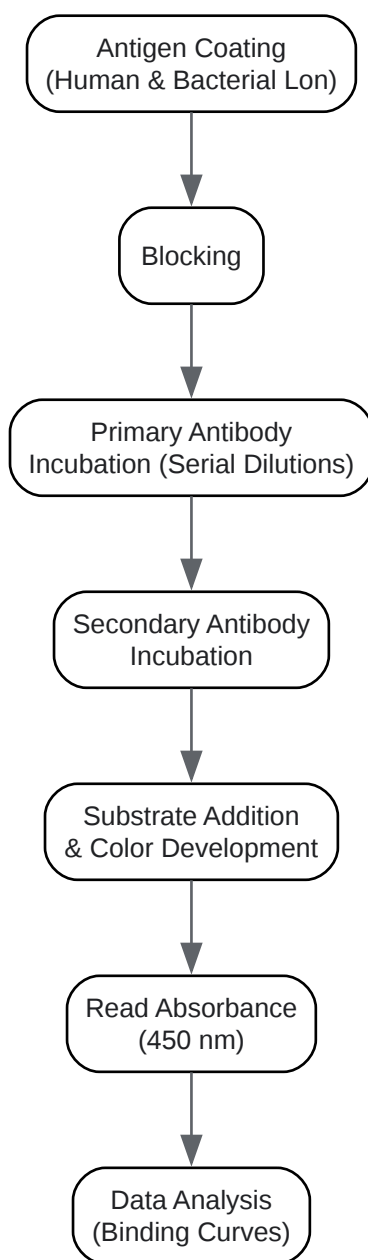 Antigen Coating
(Human & Bacterial Lon)
Blocking
Primary Antibody
Incubation (Serial Dilutions)
Secondary Antibody
Incubation
Substrate Addition
& Color Development
Read Absorbance
(450 nm)
Data Analysis
(Binding Curves)